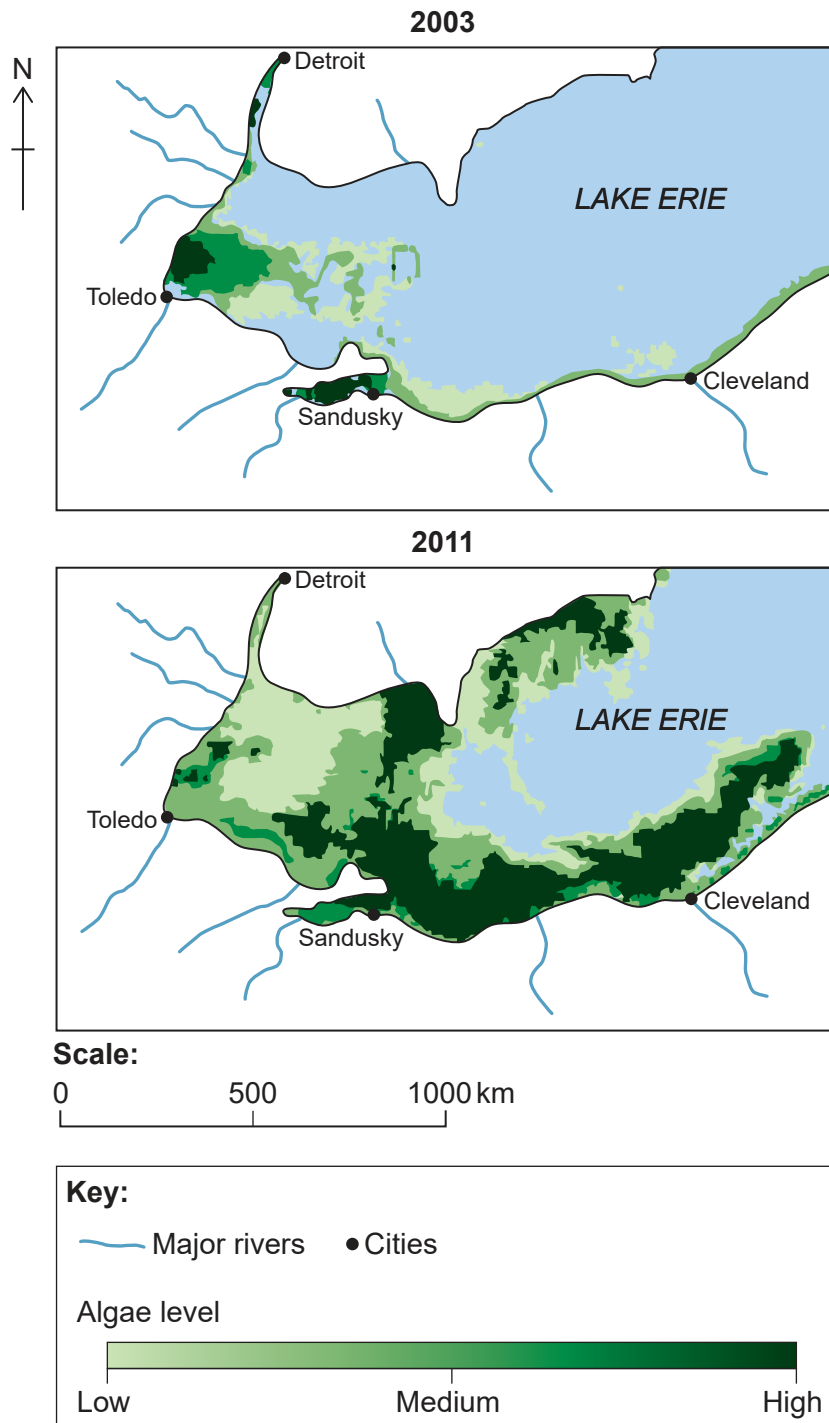 2003
N
Detroit
LAKE ERIE
Toledo
Cleveland
Sandusky
2011
Detroit
LAKE ERIE
Toledo
Cleveland
Sandusky
Scale:
0 500 1000 km
Key:
Major rivers Cities
Algae level
Low Medium High